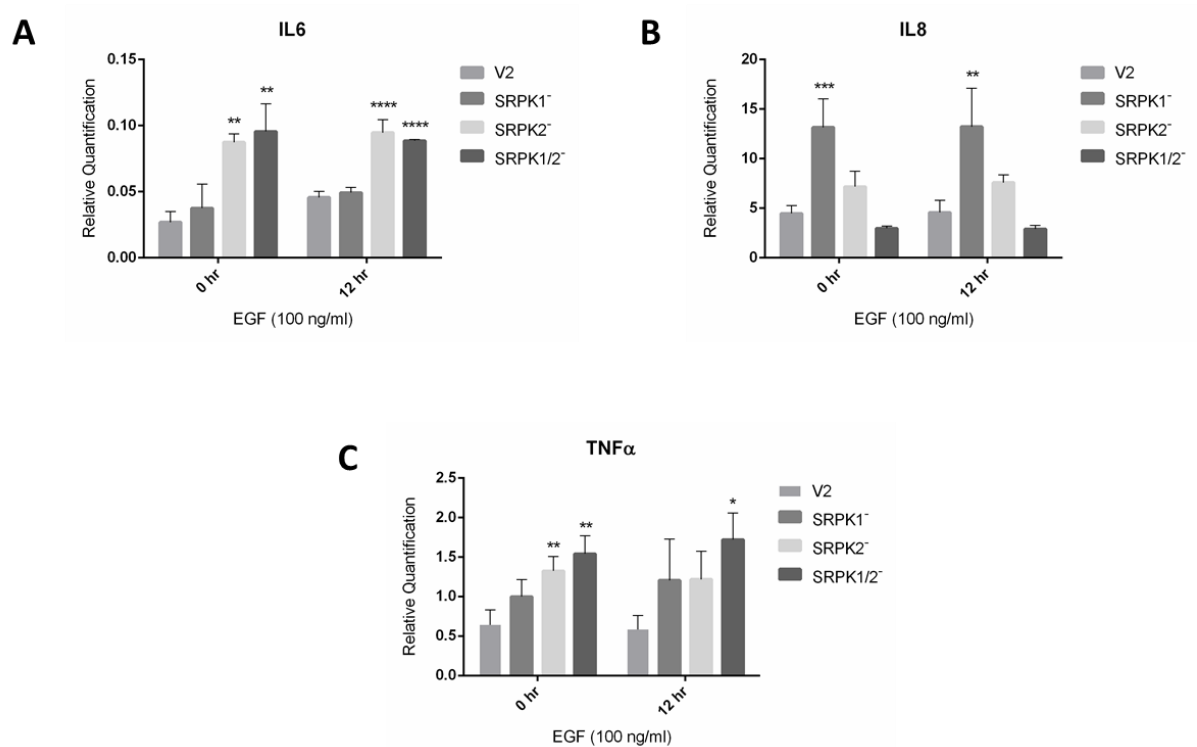 A
IL6
Relative Quantification
0.15
0.10
0.05
0.00
** **
**** ****
0 hr
12 hr
EGF (100 ng/ml)
V2
SRPK1⁻
SRPK2⁻
SRPK1/2⁻
B
IL8
Relative Quantification
20
15
10
5
0
***
**
0 hr
12 hr
EGF (100 ng/ml)
V2
SRPK1⁻
SRPK2⁻
SRPK1/2⁻
C
TNFα
Relative Quantification
2.5
2.0
1.5
1.0
0.5
0.0
** **
*
0 hr
12 hr
EGF (100 ng/ml)
V2
SRPK1⁻
SRPK2⁻
SRPK1/2⁻